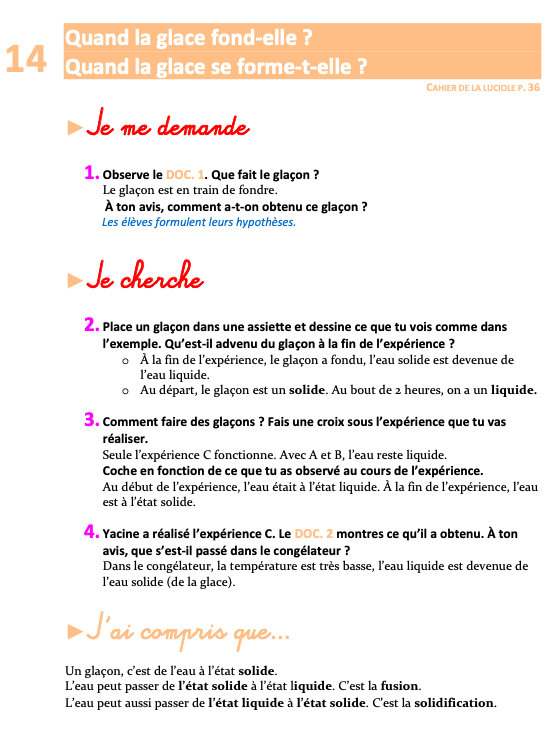 14
Quand la glace fond-elle ?
Quand la glace se forme-t-elle ?
CAHIER DE LA LUCIOLE P. 36
►Je me demande
1. Observe le DOC. 1. Que fait le glaçon ?
Le glaçon est en train de fondre.
À ton avis, comment a-t-on obtenu ce glaçon ?
Les élèves formulent leurs hypothèses.
►Je cherche
2. Place un glaçon dans une assiette et dessine ce que tu vois comme dans
l’exemple. Qu’est-il advenu du glaçon à la fin de l’expérience ?
o À la fin de l’expérience, le glaçon a fondu, l’eau solide est devenue de
l’eau liquide.
o Au départ, le glaçon est un solide. Au bout de 2 heures, on a un liquide.
3. Comment faire des glaçons ? Fais une croix sous l’expérience que tu vas
réaliser.
Seule l’expérience C fonctionne. Avec A et B, l’eau reste liquide.
Coche en fonction de ce que tu as observé au cours de l’expérience.
Au début de l’expérience, l’eau était à l’état liquide. À la fin de l’expérience, l’eau
est à l’état solide.
4. Yacine a réalisé l’expérience C. Le DOC. 2 montres ce qu’il a obtenu. À ton
avis, que s’est-il passé dans le congélateur ?
Dans le congélateur, la température est très basse, l’eau liquide est devenue de
l’eau solide (de la glace).
►J’ai compris que...
Un glaçon, c’est de l’eau à l’état solide.
L’eau peut passer de l’état solide à l’état liquide. C’est la fusion.
L’eau peut aussi passer de l’état liquide à l’état solide. C’est la solidification.